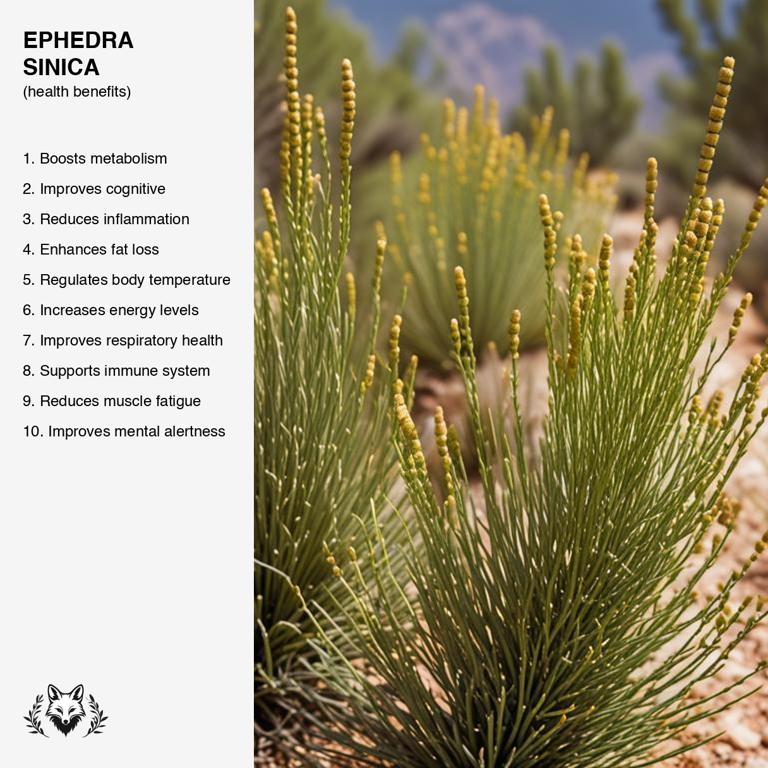 EPHEDRA
SINICA
(health benefits)
1. Boosts metabolism
2. Improves cognitive
3. Reduces inflammation
4. Enhances fat loss
5. Regulates body temperature
6. Increases energy levels
7. Improves respiratory health
8. Supports immune system
9. Reduces muscle fatigue
10. Improves mental alertness